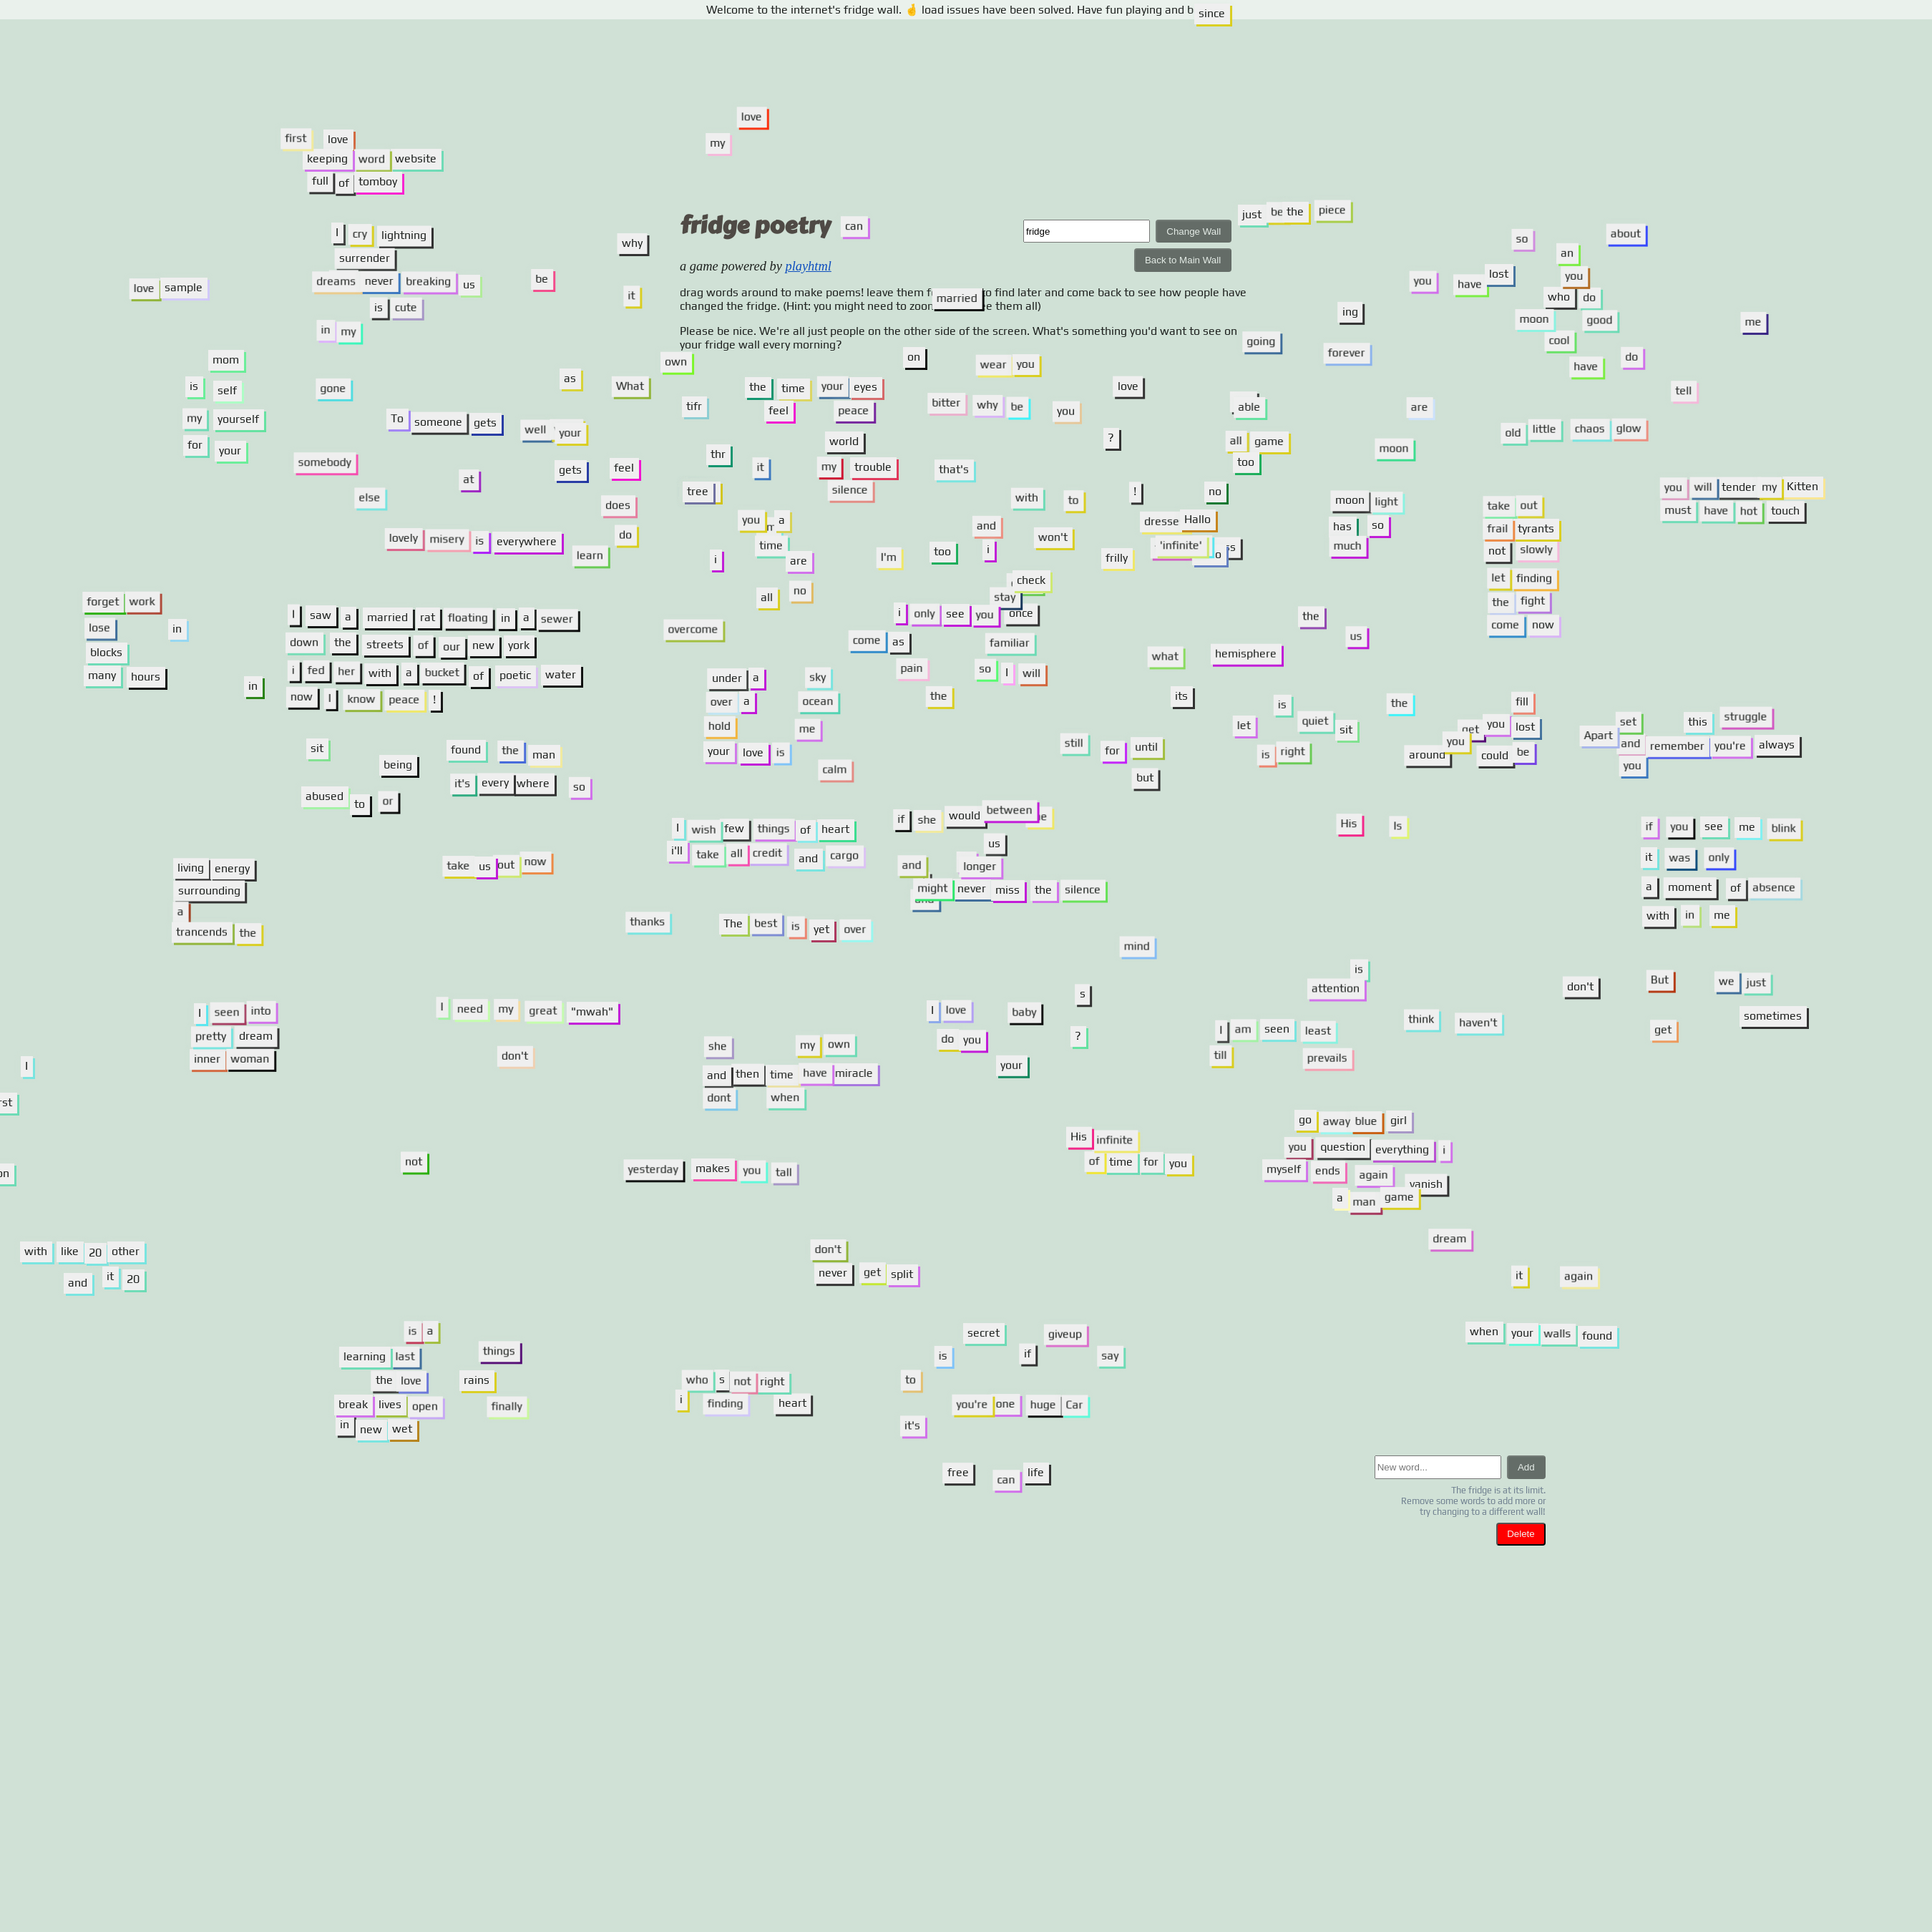 Welcome to the internet's fridge wall. ☝ load issues have been solved. Have fun playing and b
since
love
my
first love
keeping word website
full of tomboy
fridge poetry
can
fridge
Change Wall
Back to Main Wall
a game powered by playhtml
drag words around to make poems! leave them f married o find later and come back to see how people have
changed the fridge. (Hint: you might need to zoom e them all)
Please be nice. We're all just people on the other side of the screen. What's something you'd want to see on
your fridge wall every morning?
just be the piece
I cry lightning
surrender
dreams never breaking us
is cute
in my
why
be
it
love sample
so
about
an
you have lost you
who do
moon good
cool
have do
me
ing
going
forever
tell
mom
is self
my yourself
for your
gone
as
What
own
on
wear you
tifr
the time your eyes
feel peace
bitter why be you
love
able
are
To someone gets
well your
world
?
all game
too
moon
old little chaos glow
somebody
at
gets
feel
thr
it
my trouble
silence
that's
else
does
tree
with to
!
no
moon light
has so
much
take out
frail tyrants
not slowly
let finding
the fight
come now
you will tender my Kitten
must have hot touch
lovely misery is everywhere
learn
do
you a
time
are
i
I'm
too
and
i
won't
dresse Hallo
frilly
'infinite'
all
no
check
stay
i only see you once
come as
familiar
pain
so I will
the
forget work
lose
in
blocks
many hours
in
I saw a married rat floating in a sewer
down the streets of our new york
i fed her with a bucket of poetic water
now I know peace !
overcome
the
us
what
hemisphere
its
under a sky
over a ocean
hold me
your love is
calm
is
let quiet sit
is right
the
fill
get you lost
you
around could be
set this struggle
Apart and remember you're always
you
sit
being
abused to or
found the man
it's every where so
still for until
but
I wish few things of heart
i'll take all credit and cargo
if she would between
us
and longer
might never miss the silence
His Is
if you see me blink
it was only
a moment of absence
with in me
living energy
surrounding
a
trancends the
take us out now
thanks
The best is yet over
mind
is
attention
don't
But we just
sometimes
get
I seen into
pretty dream
inner woman
I need my great "mwah"
don't
I love baby
do you
your
s
?
I am seen least
till prevails
think haven't
she my own
and then time have miracle
dont when
I
rst
on
not
yesterday makes you tall
His infinite
of time for you
go away blue girl
you question everything i
myself ends again vanish
a man game
dream
it again
with like 20 other
and it 20
don't
never get split
is a
learning last
the love
break lives open
in new wet
things
rains
finally
who s not right
i finding heart
secret giveup
is if say
to
you're one huge Car
it's
free can life
when your walls found
New word...
Add
The fridge is at its limit.
Remove some words to add more or
try changing to a different wall!
Delete